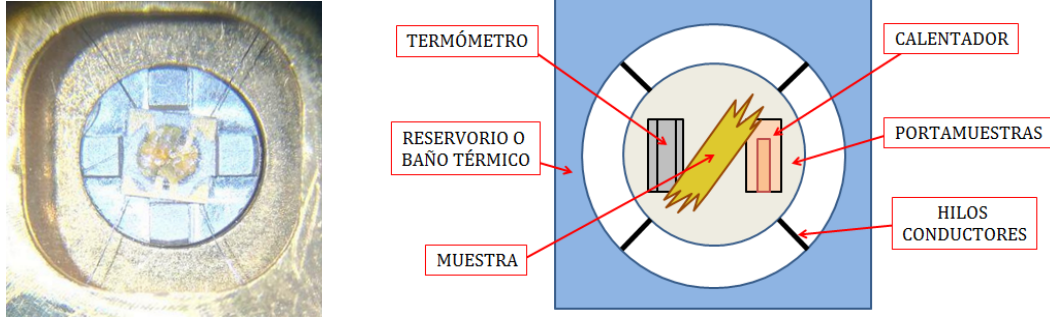 TERMÓMETRO
CALENTADOR
RESERVORIO O
BAÑO TÉRMICO
PORTAMUESTRAS
MUESTRA
HILOS
CONDUCTORES